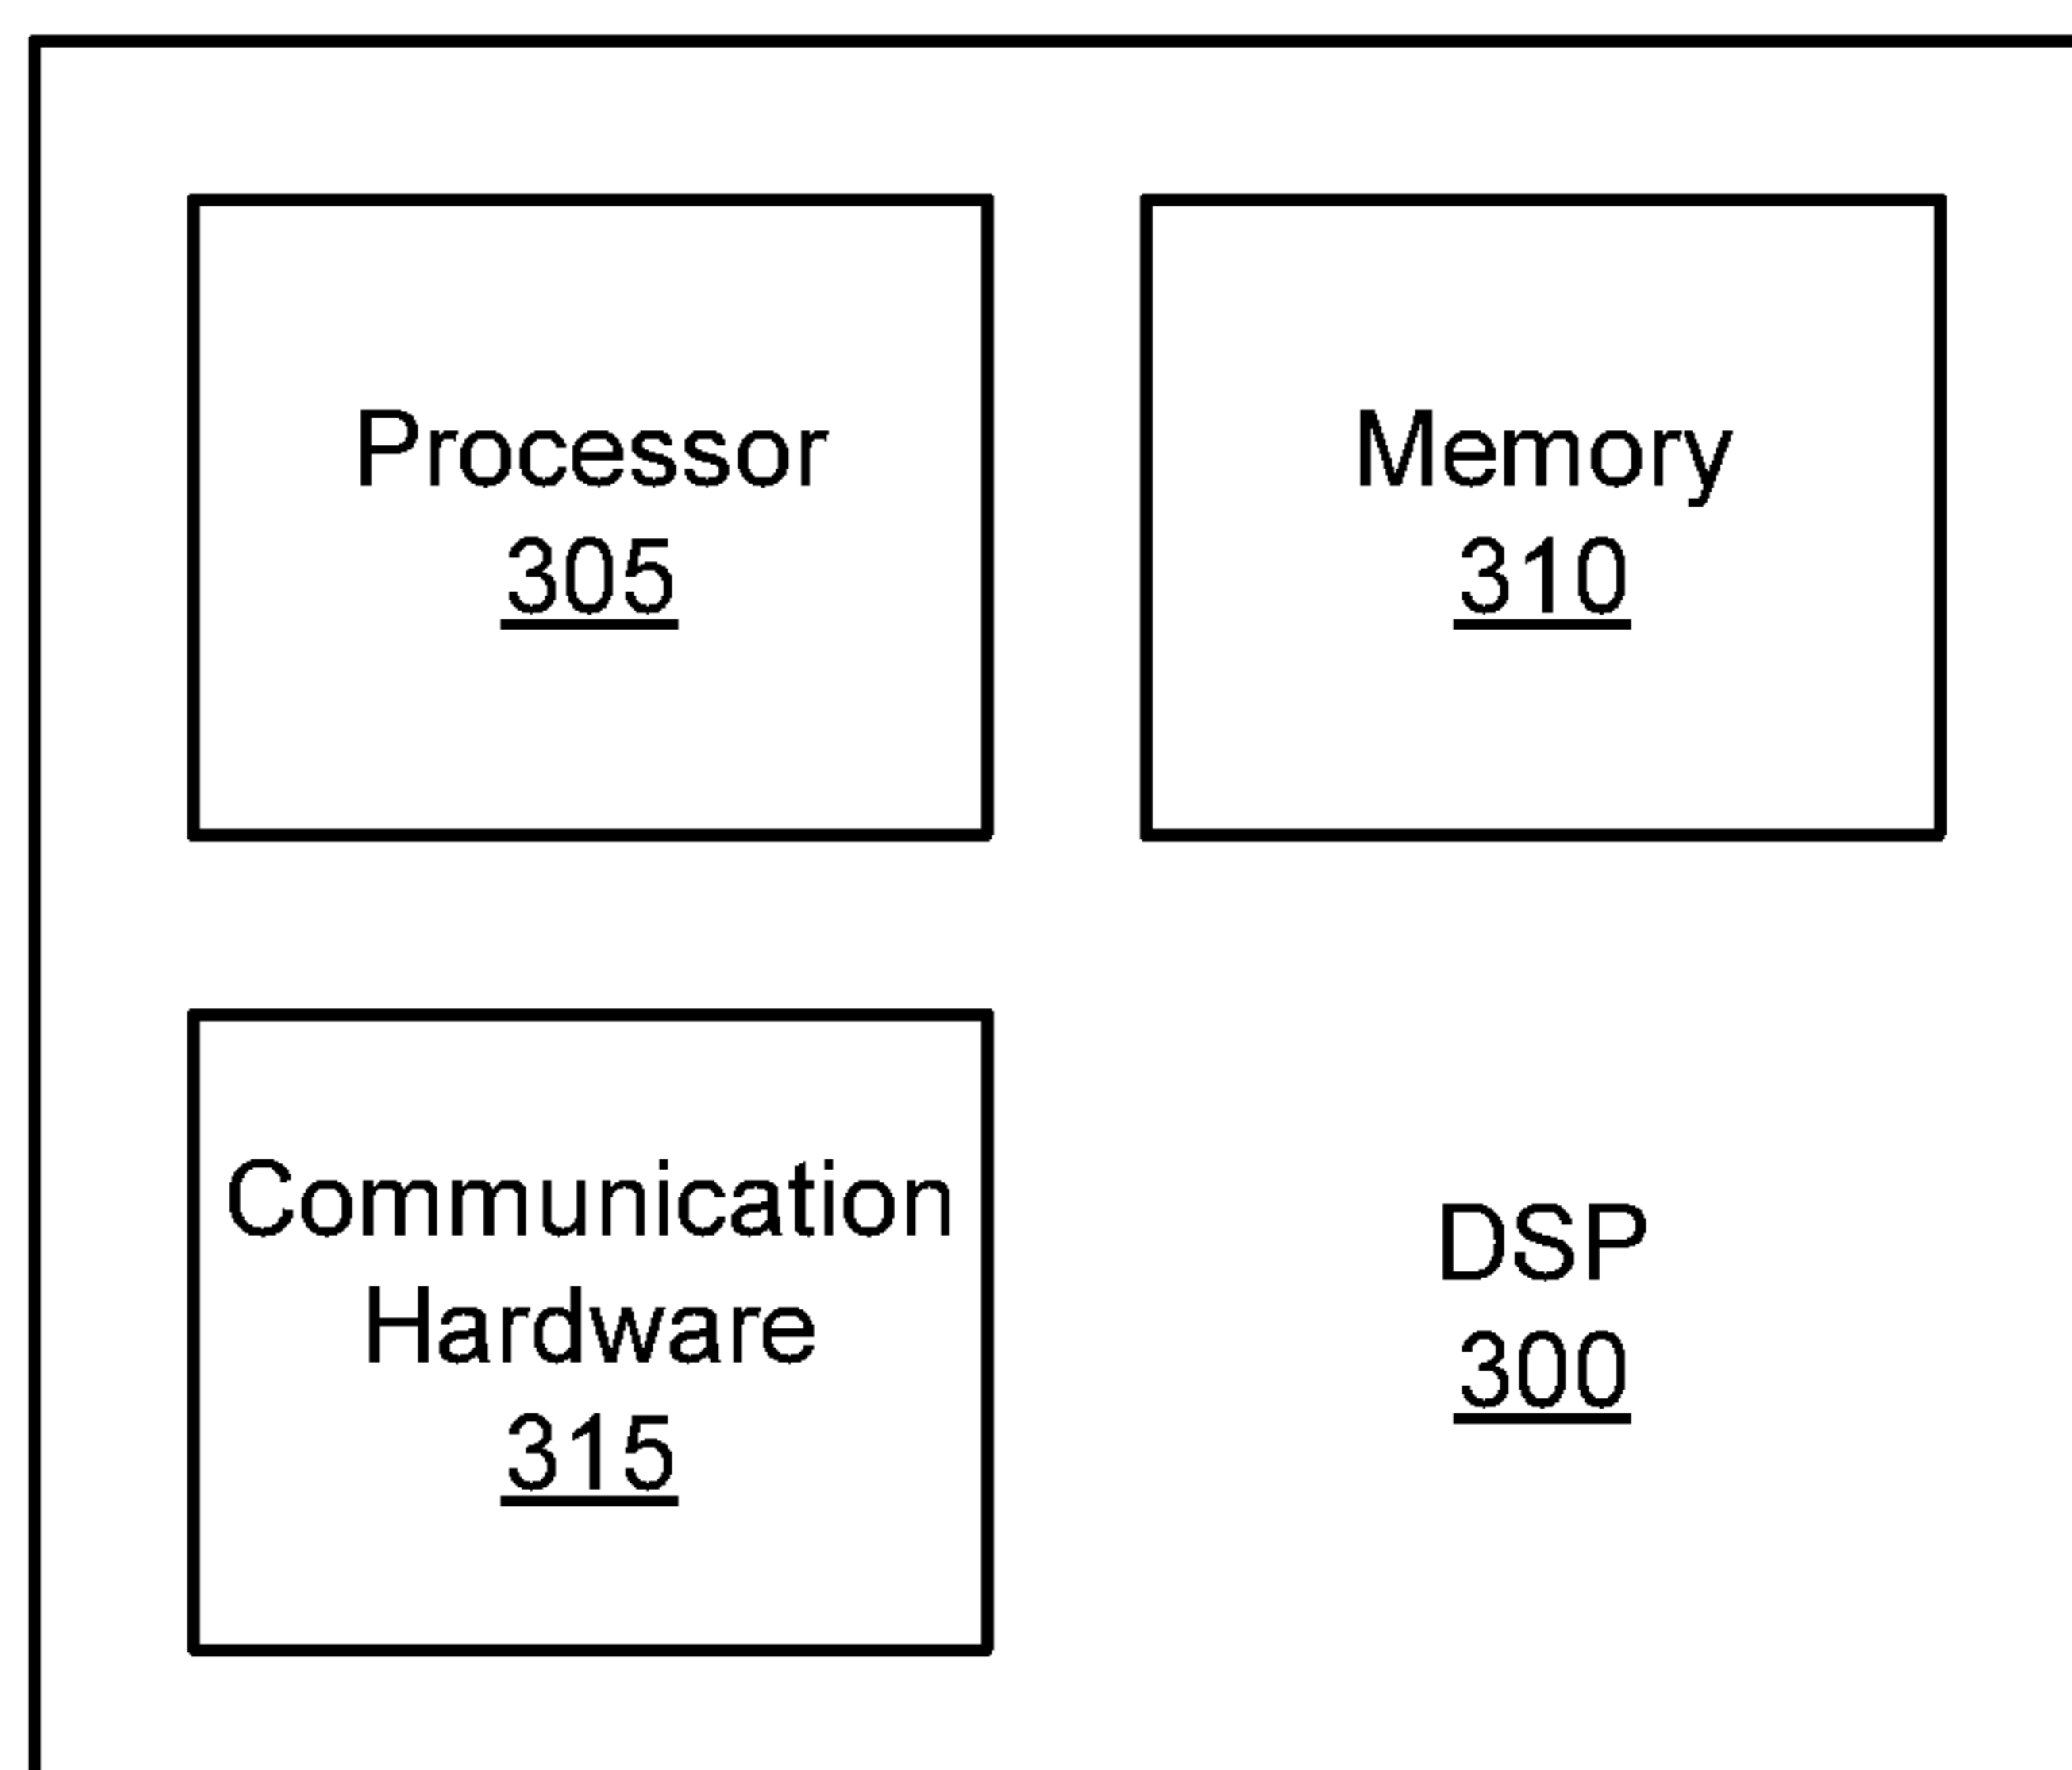 Processor
305
Memory
310
Communication
Hardware
315
DSP
300